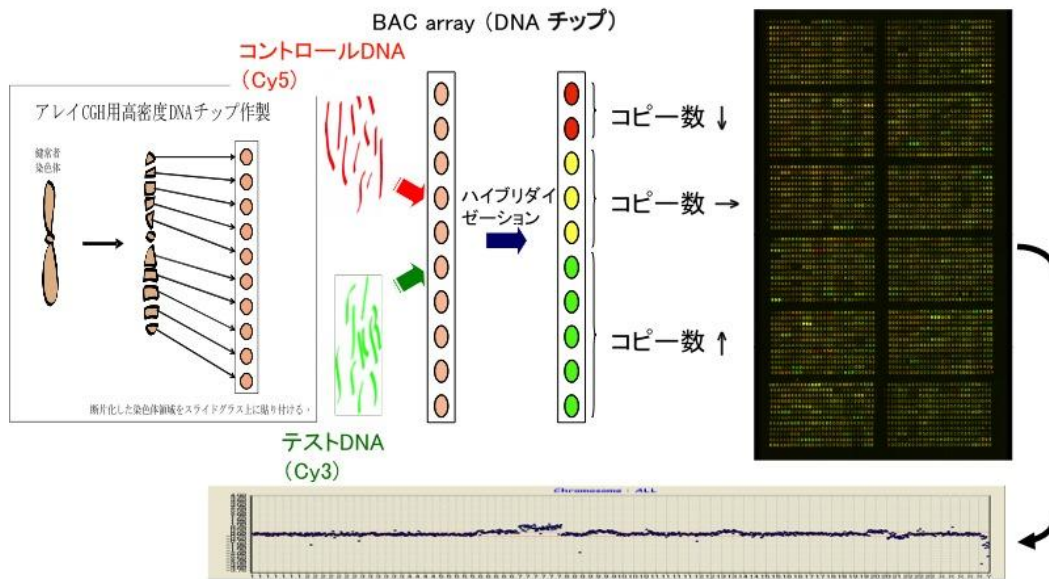 BAC array (DNA チップ)
コントロールDNA
(Cy5)
アレイCGH用高密度DNAチップ作製
健常者
染色体
断片化した染色体領域をスライドグラス上に貼り付ける。
テストDNA
(Cy3)
ハイブリダイ
ゼーション
コピー数 ↓
コピー数 →
コピー数 ↑
Chromosome : ALL